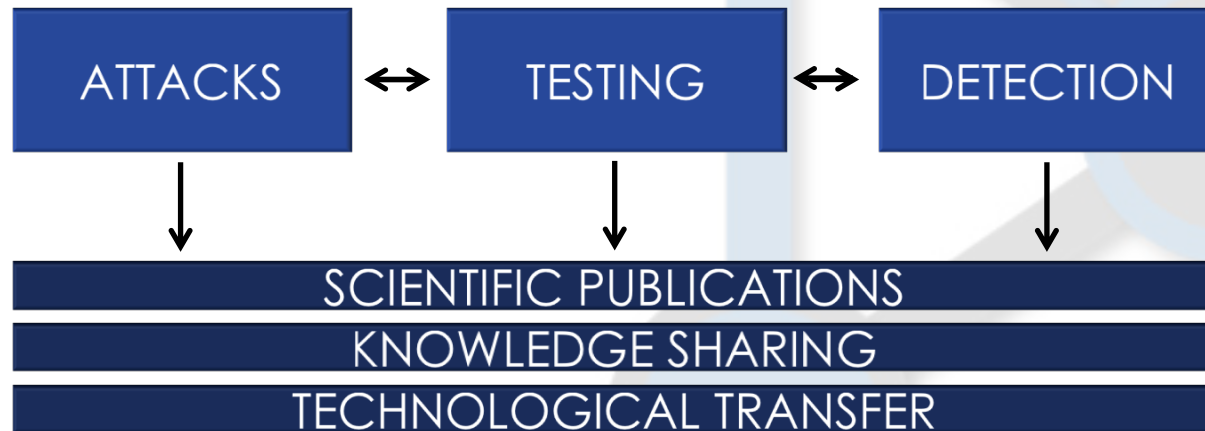 ATTACKS
TESTING
DETECTION
SCIENTIFIC PUBLICATIONS
KNOWLEDGE SHARING
TECHNOLOGICAL TRANSFER